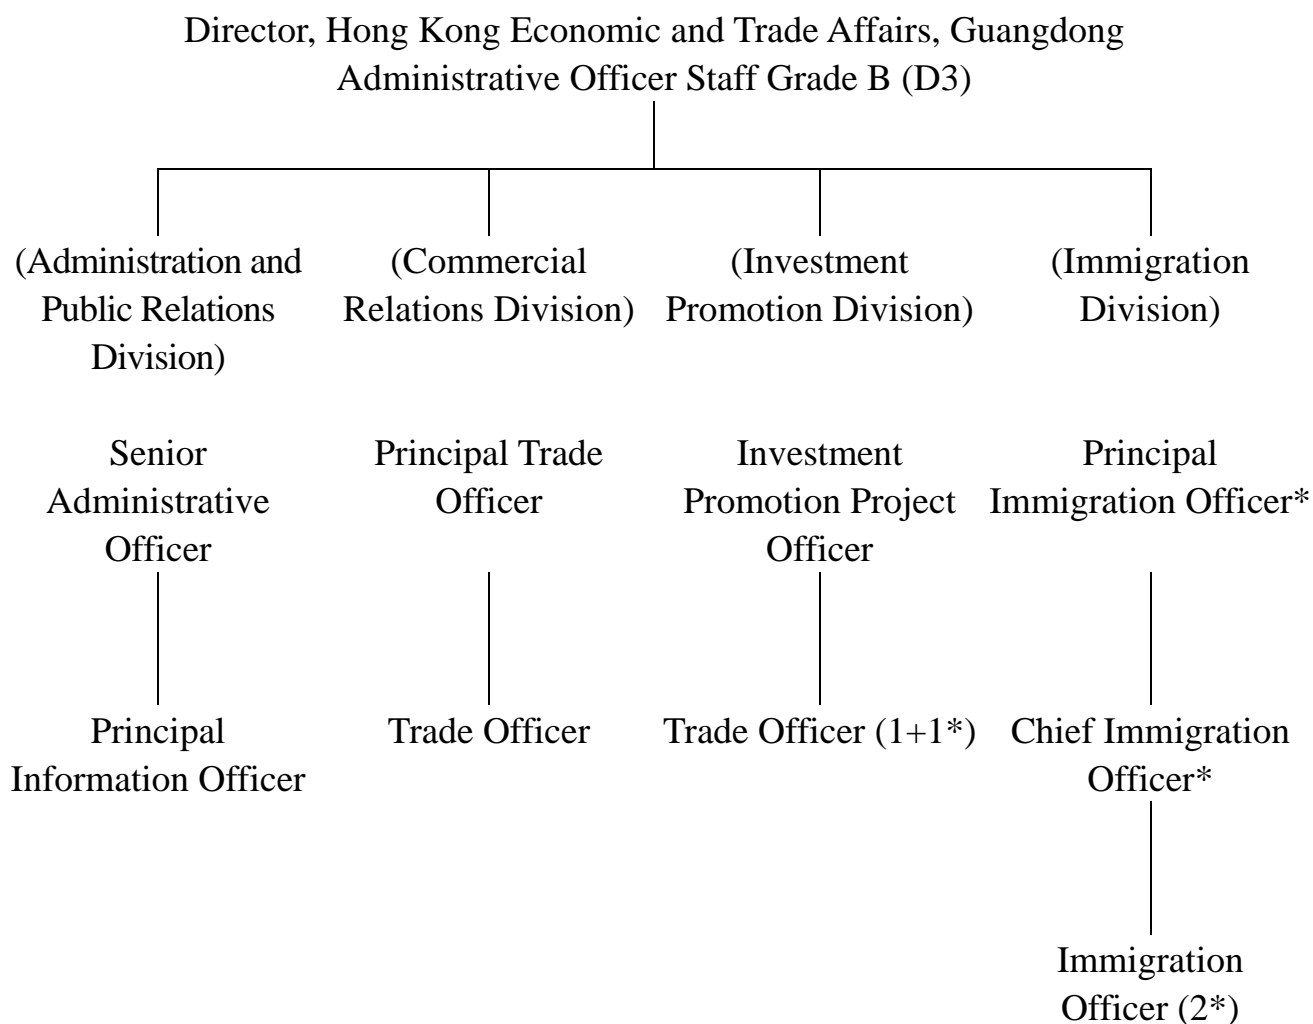 Director, Hong Kong Economic and Trade Affairs, Guangdong
Administrative Officer Staff Grade B (D3)
(Administration and
Public Relations
Division)
(Commercial
Relations Division)
(Investment
Promotion Division)
(Immigration
Division)
Senior
Administrative
Officer
Principal Trade
Officer
Investment
Promotion Project
Officer
Principal
Immigration Officer*
Principal
Information Officer
Trade Officer
Trade Officer (1+1*)
Chief Immigration
Officer*
Immigration
Officer (2*)